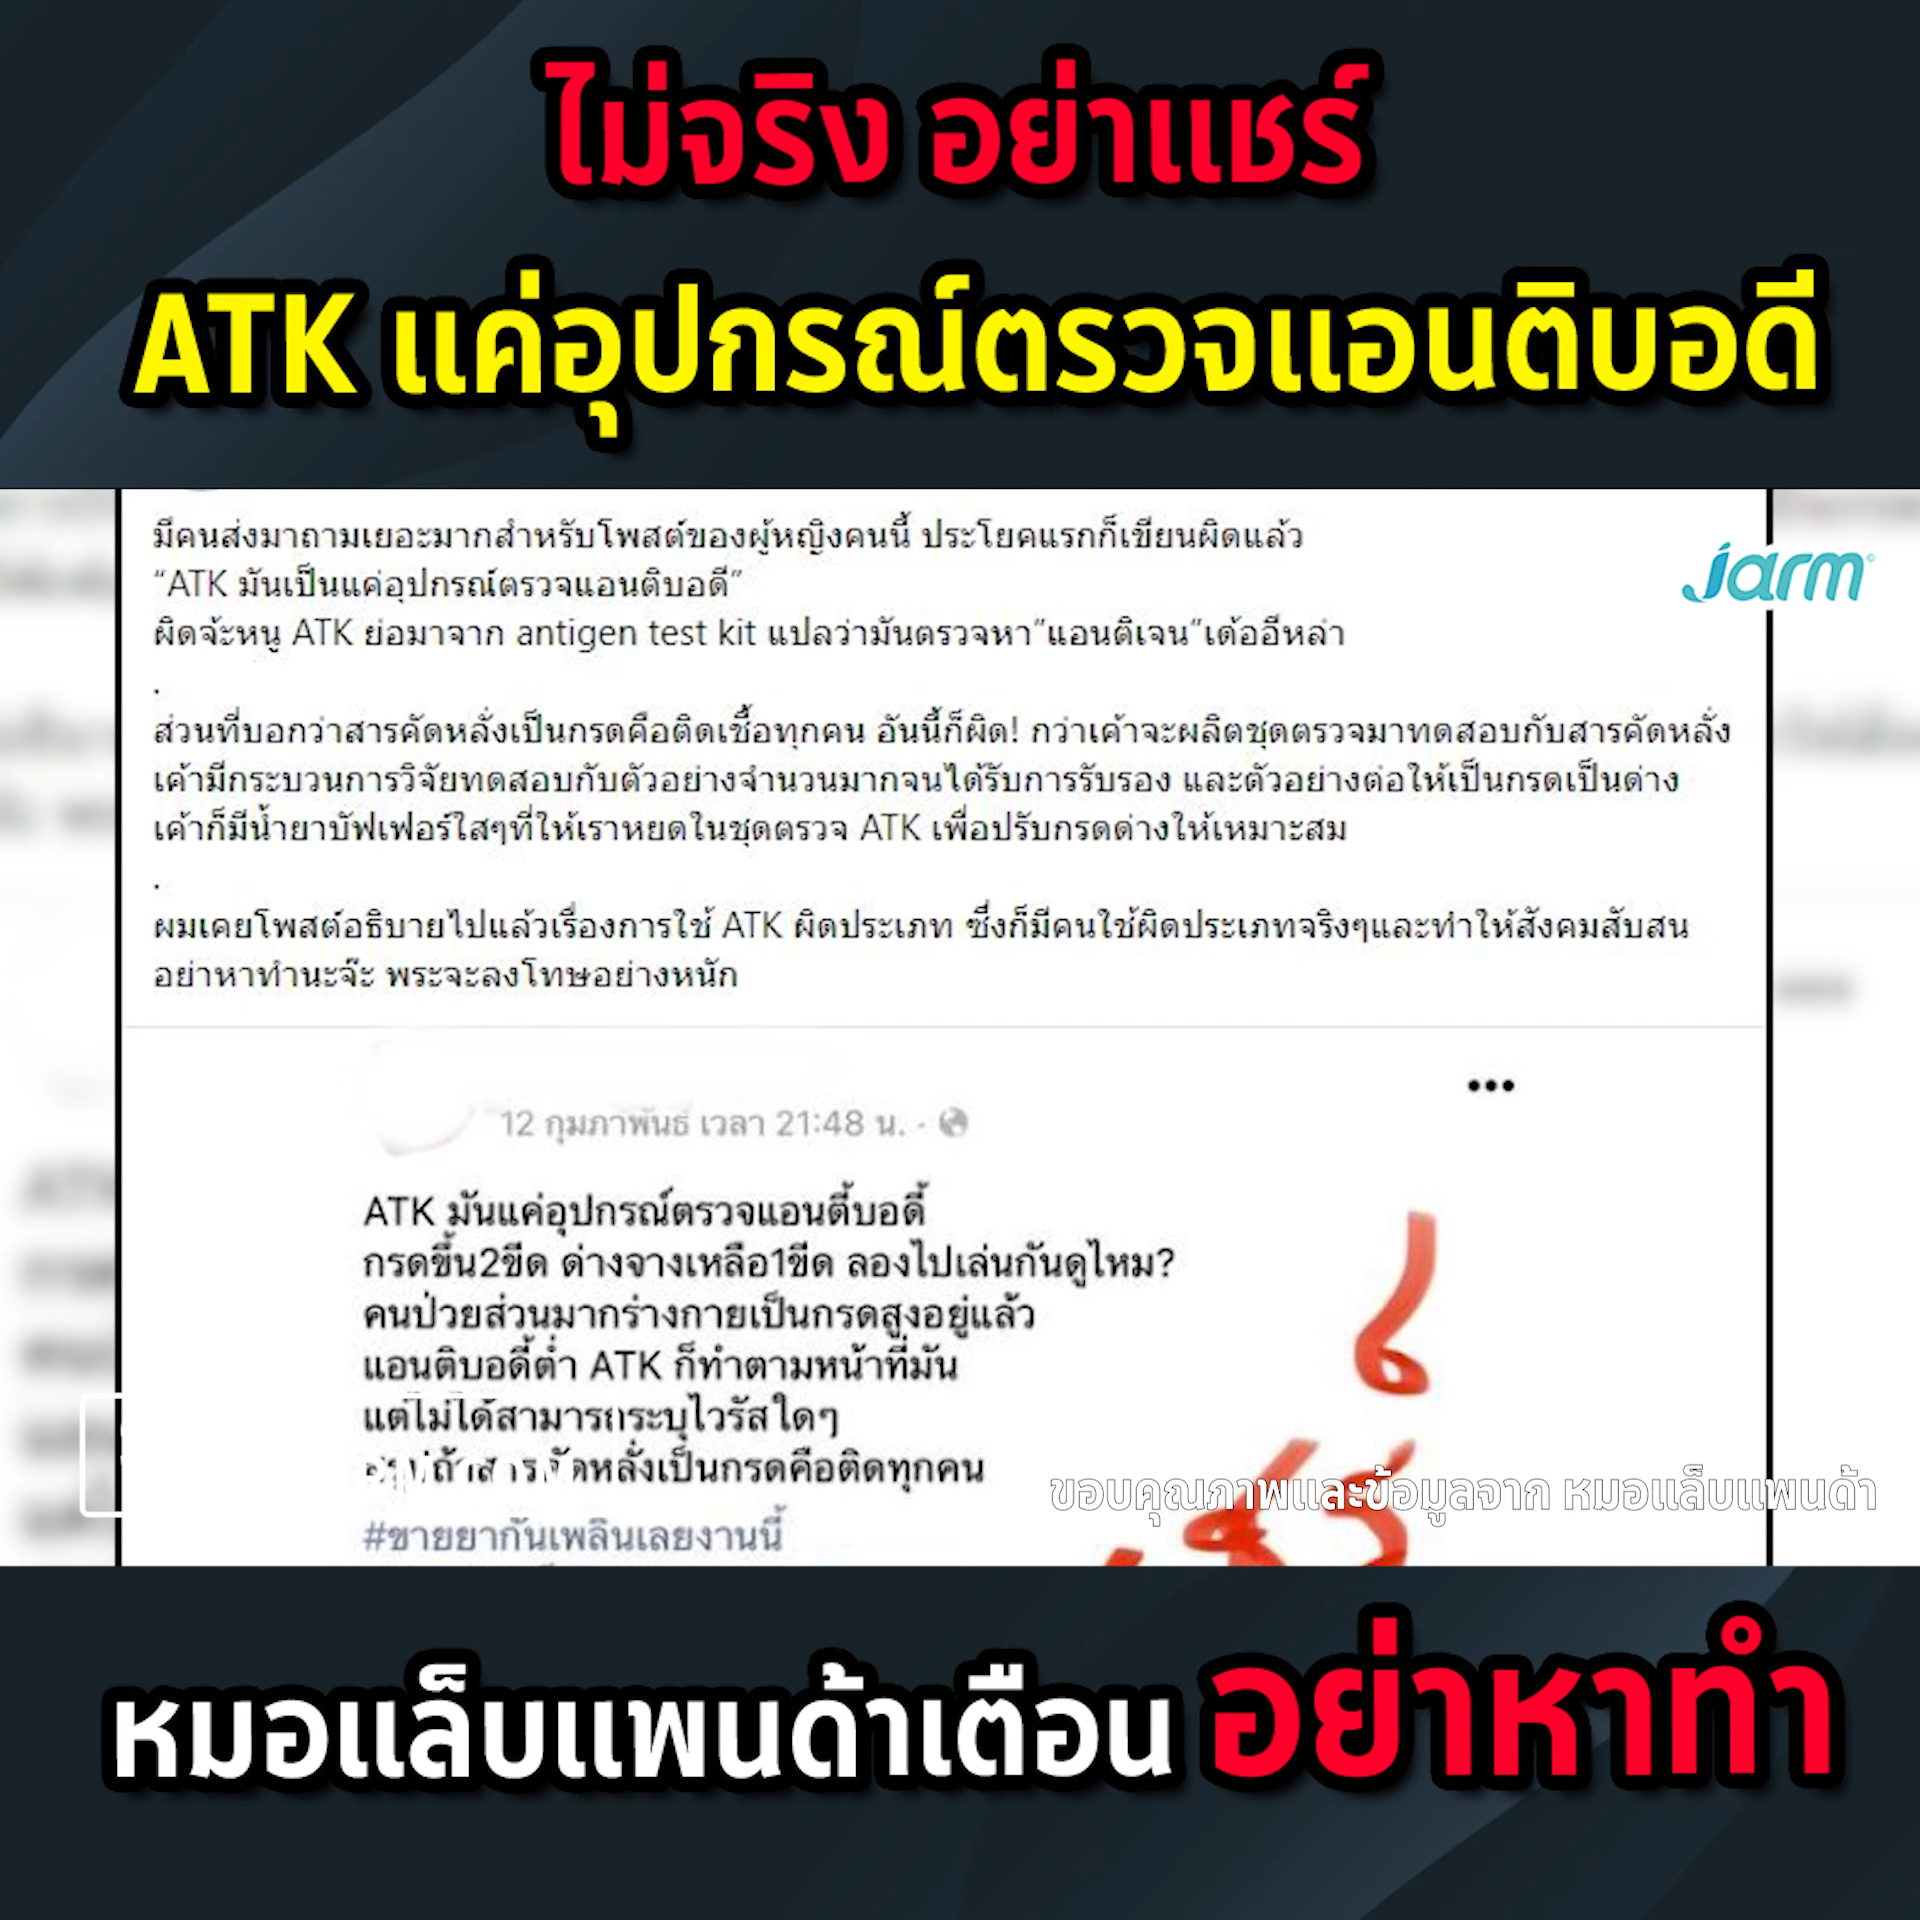 ไม่จริง อย่าแชร์
ATK แค่อุปกรณ์ตรวจแอนติบอดี
มีคนส่งมาถามเยอะมากสำหรับโพสต์ของผู้หญิงคนนี้ ประโยคแรกก็เขียนผิดแล้ว
“ATK มันเป็นแค่อุปกรณ์ตรวจแอนติบอดี”
ผิดจ้ะหนู ATK ย่อมาจาก antigen test kit แปลว่ามันตรวจหา“แอนติเจน”เด้ออีหล่า
.
ส่วนที่บอกว่าสารคัดหลั่งเป็นกรดคือติดเชื้อทุกคน อันนี้ก็ผิด! กว่าเค้าจะผลิตชุดตรวจมาทดสอบกับสารคัดหลั่ง
เค้ามีกระบวนการวิจัยทดสอบกับตัวอย่างจำนวนมากจนได้รับการรับรอง และตัวอย่างต่อให้เป็นกรดเป็นด่าง
เค้าก็มีน้ำยาบัฟเฟอร์ใสๆที่ให้เราหยดในชุดตรวจ ATK เพื่อปรับกรดด่างให้เหมาะสม
.
ผมเคยโพสต์อธิบายไปแล้วเรื่องการใช้ ATK ผิดประเภท ซึ่งก็มีคนใช้ผิดประเภทจริงๆและทำให้สังคมสับสน
อย่าหาทำนะจ๊ะ พระจะลงโทษอย่างหนัก
jarm
12 กุมภาพันธ์ เวลา 21:48 น. ·
ATK มันแค่อุปกรณ์ตรวจแอนตี้บอดี้
กรดขึ้น2ขีด ด่างจางเหลือ1ขีด ลองไปเล่นกันดูไหม?
คนป่วยส่วนมากร่างกายเป็นกรดสูงอยู่แล้ว
แอนติบอดี้ต่ำ ATK ก็ทำตามหน้าที่มัน
แต่ไม่ได้สามารถระบุไวรัสใดๆ
ถ้าสารคัดหลั่งเป็นกรดคือติดทุกคน
#ขายยากันเพลินเลยงานนี้
ขอบคุณภาพและข้อมูลจาก หมอแล็บแพนด้า
หมอแล็บแพนด้าเตือน อย่าหาทำ